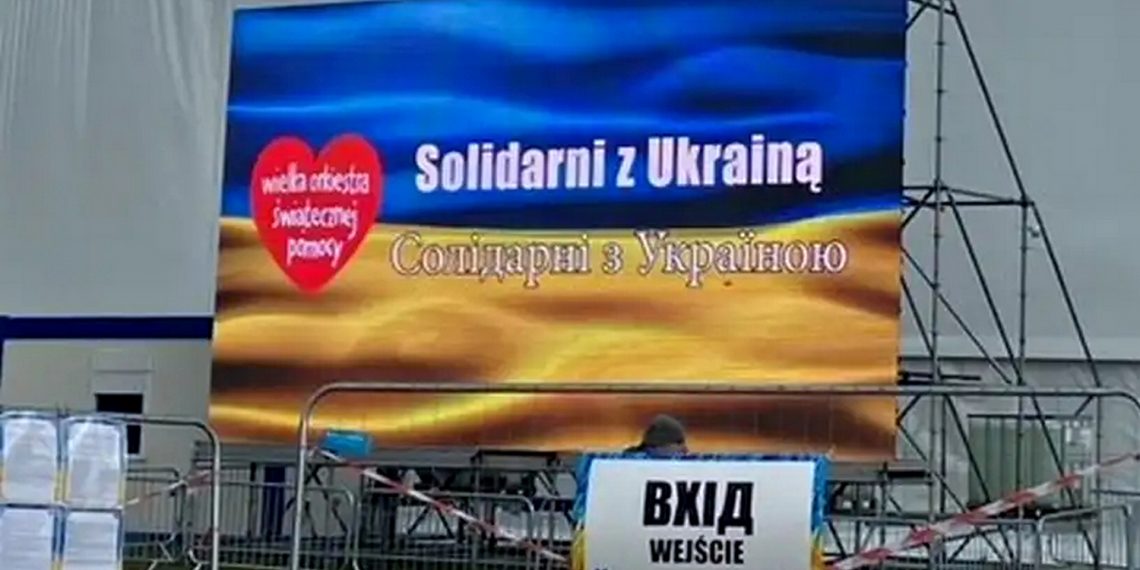 Solidarni z Ukrainą
wielka orkiestra
świątecznej
pomocy
Солідарні з Україною
ВХІД
WEJŚCIE